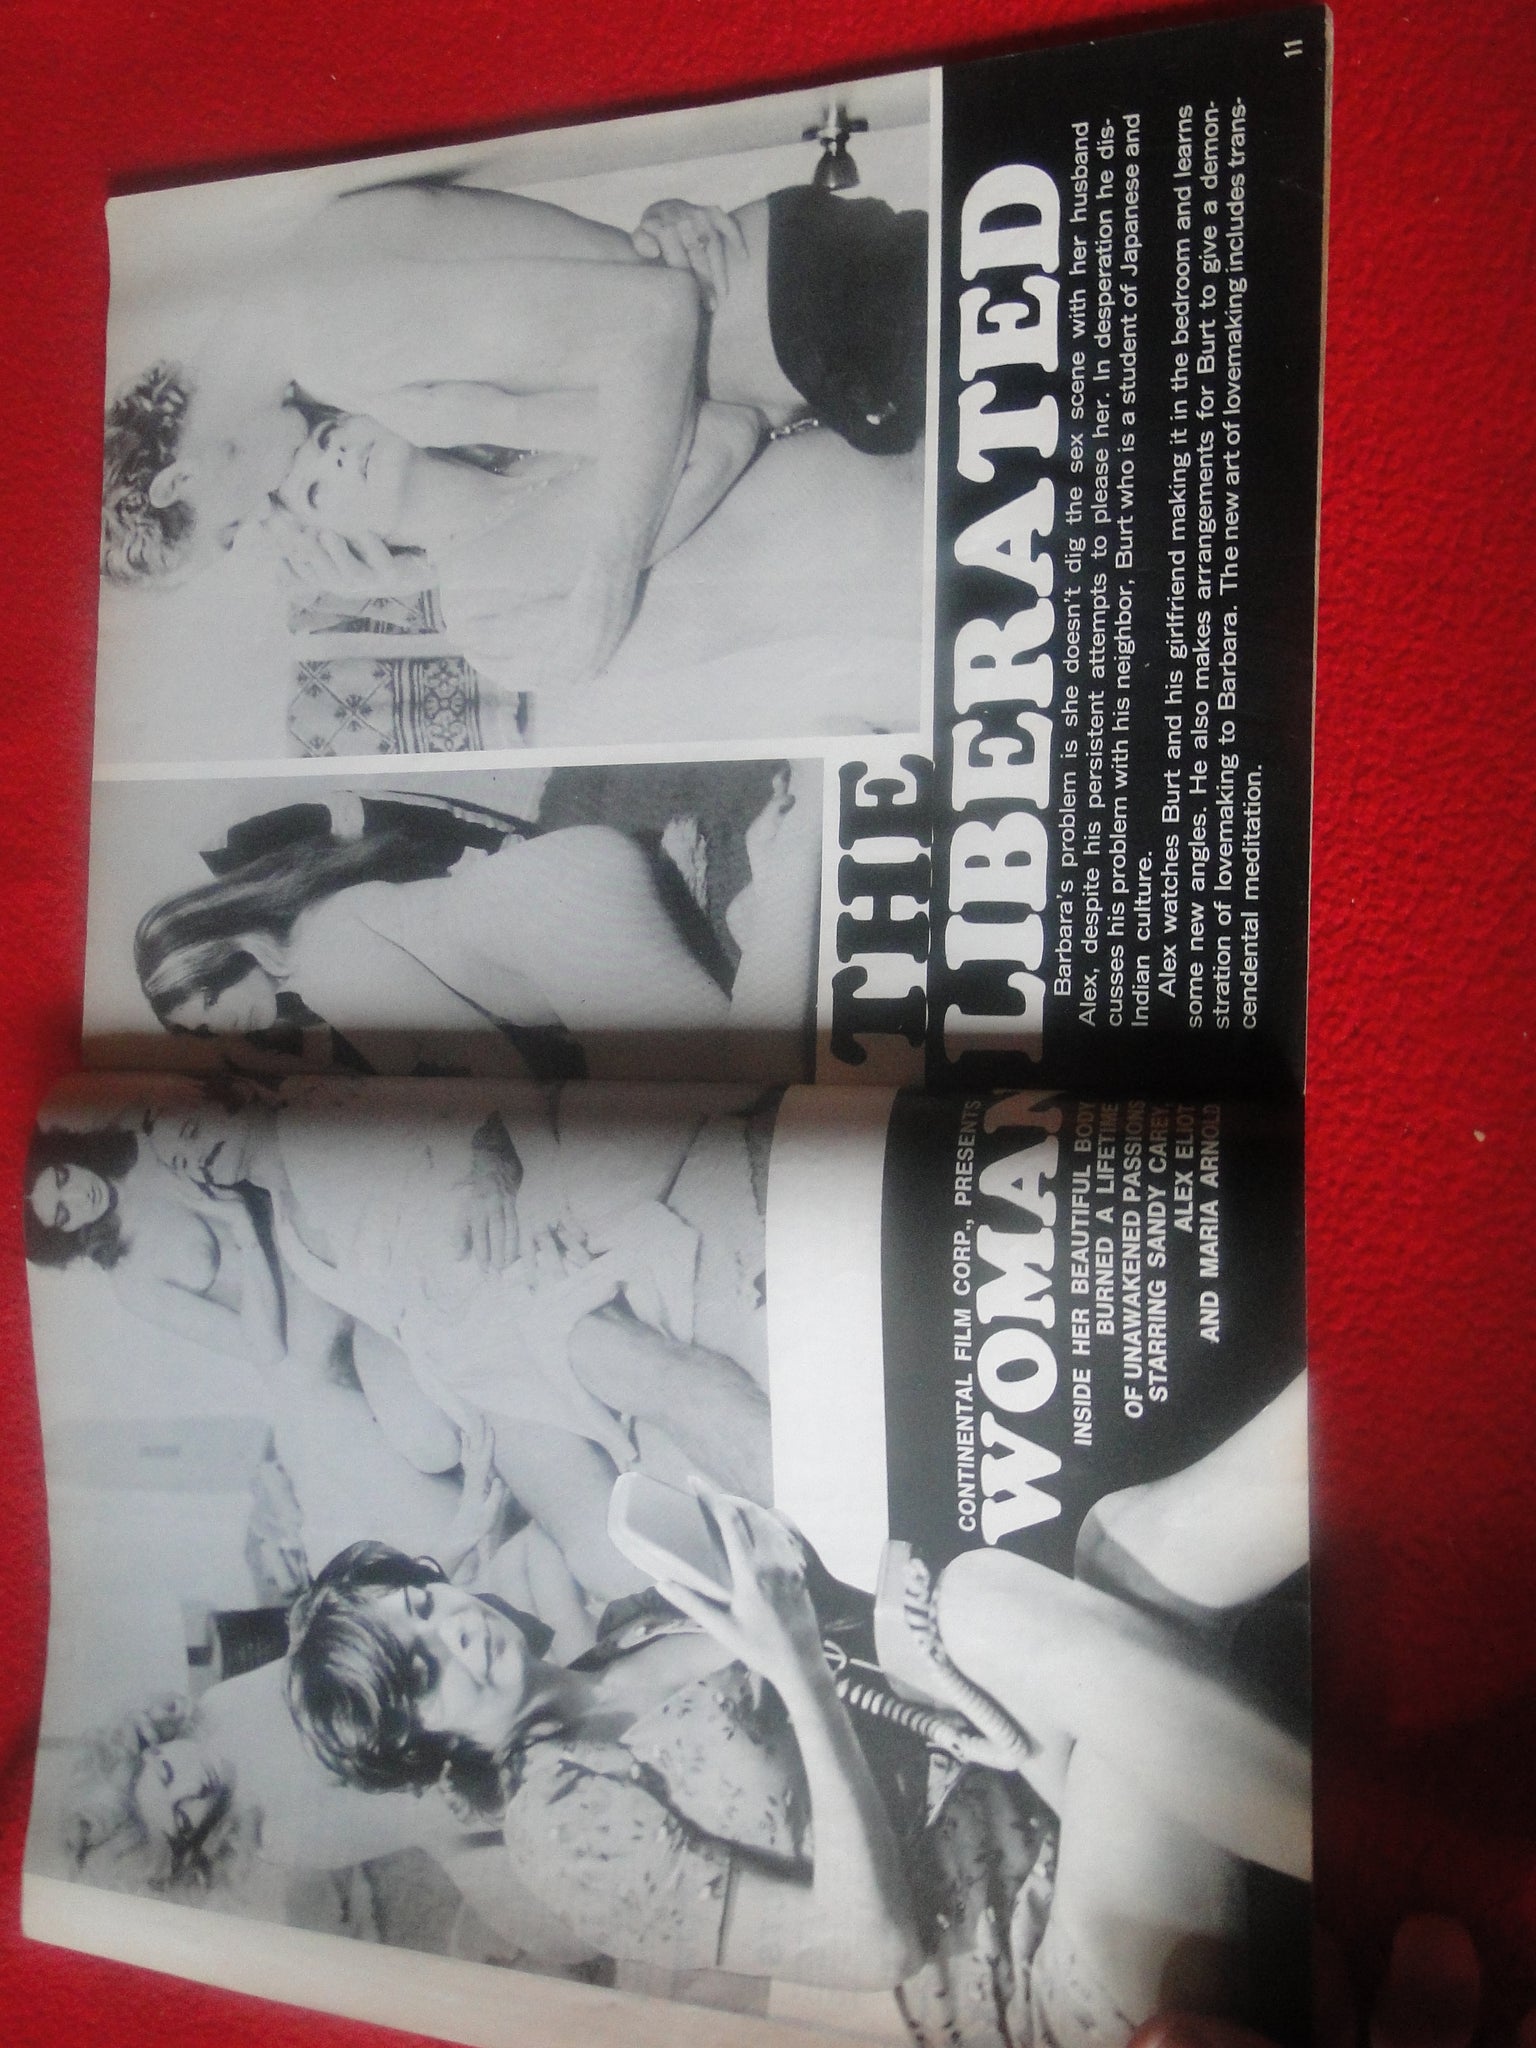 CONTINENTAL FILM CORP., PRESENTS
THE
LIBERATED
WOMAN
INSIDE HER BEAUTIFUL BODY
BURNED A LIFETIME
OF UNAWAKENED PASSIONS
STARRING SANDY CAREY,
ALEX ELIOT
AND MARIA ARNOLD
Barbara's problem is she doesn't dig the sex scene with her husband
Alex, despite his persistent attempts to please her. In desperation he dis-
cusses his problem with his neighbor, Burt who is a student of Japanese and
Indian culture.
Alex watches Burt and his girlfriend making it in the bedroom and learns
some new angles. He also makes arrangements for Burt to give a demon-
stration of lovemaking to Barbara. The new art of lovemaking includes trans-
cendental meditation.
11